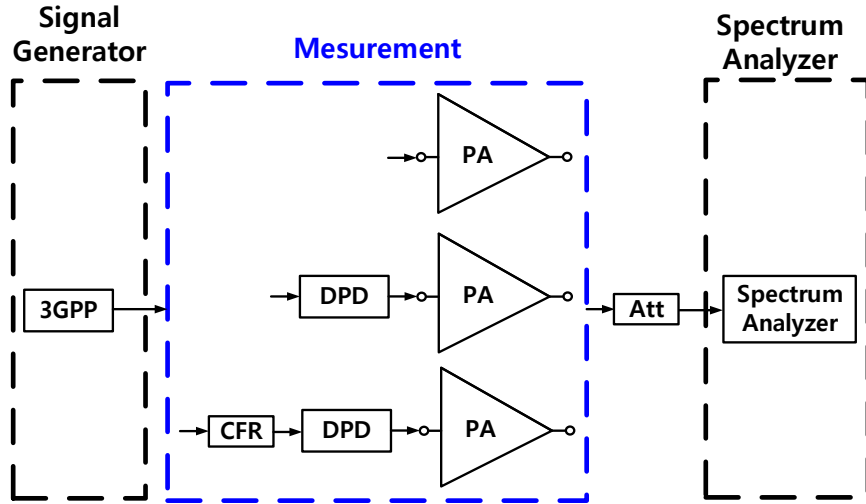 Signal
Generator
Mesurement
Spectrum
Analyzer
PA
3GPP
DPD
PA
Att
Spectrum
Analyzer
CFR
DPD
PA